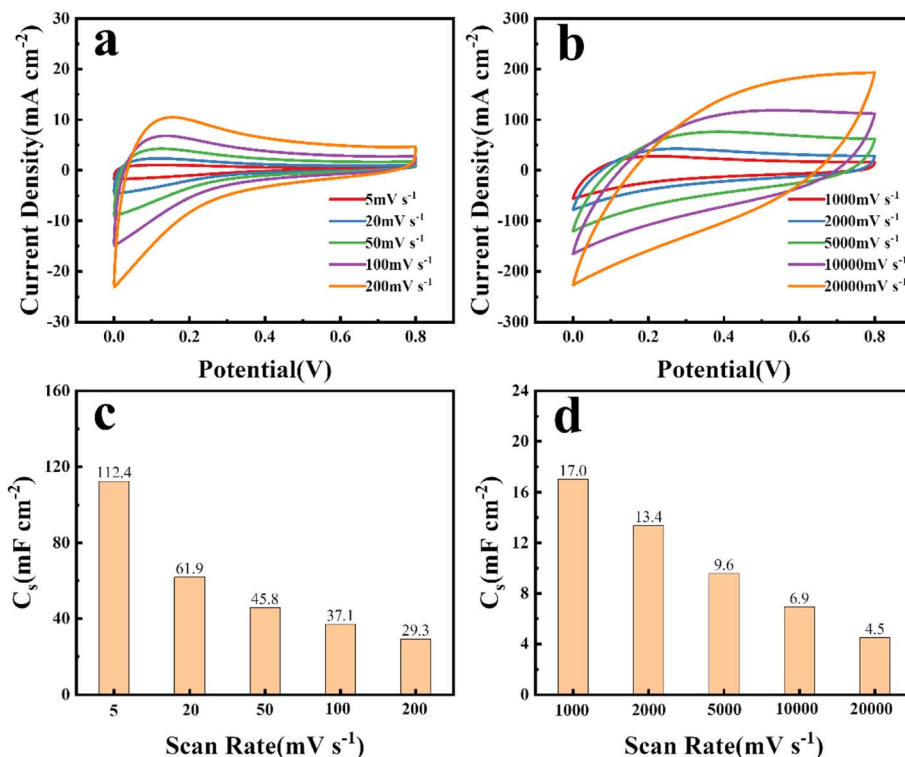 a
30
20
10
0
-10
-20
-30
Current Density(mA cm-2)
5mV s-1
20mV s-1
50mV s-1
100mV s-1
200mV s-1
0.0 0.2 0.4 0.6 0.8
Potential(V)
b
300
200
100
0
-100
-200
-300
Current Density(mA cm-2)
1000mV s-1
2000mV s-1
5000mV s-1
10000mV s-1
20000mV s-1
0.0 0.2 0.4 0.6 0.8
Potential(V)
c
160
120
80
40
0
Cs(mF cm-2)
112.4
61.9
45.8
37.1
29.3
5 20 50 100 200
Scan Rate(mV s-1)
d
24
20
16
12
8
4
0
Cs(mF cm-2)
17.0
13.4
9.6
6.9
4.5
1000 2000 5000 10000 20000
Scan Rate(mV s-1)